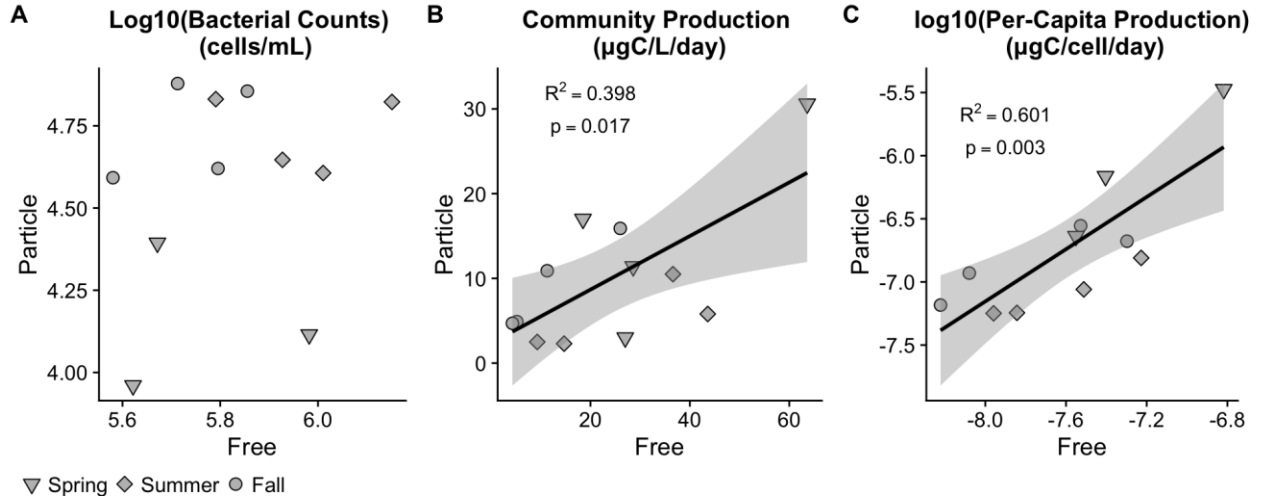 A
Log10(Bacterial Counts)
(cells/mL)
4.75
4.50
4.25
4.00
Particle
5.6 5.8 6.0
Free
B
Community Production
(µgC/L/day)
R² = 0.398
p = 0.017
30
20
10
0
Particle
20 40 60
Free
C
log10(Per-Capita Production)
(µgC/cell/day)
R² = 0.601
p = 0.003
-5.5
-6.0
-6.5
-7.0
-7.5
Particle
-8.0 -7.6 -7.2 -6.8
Free
Spring Summer Fall